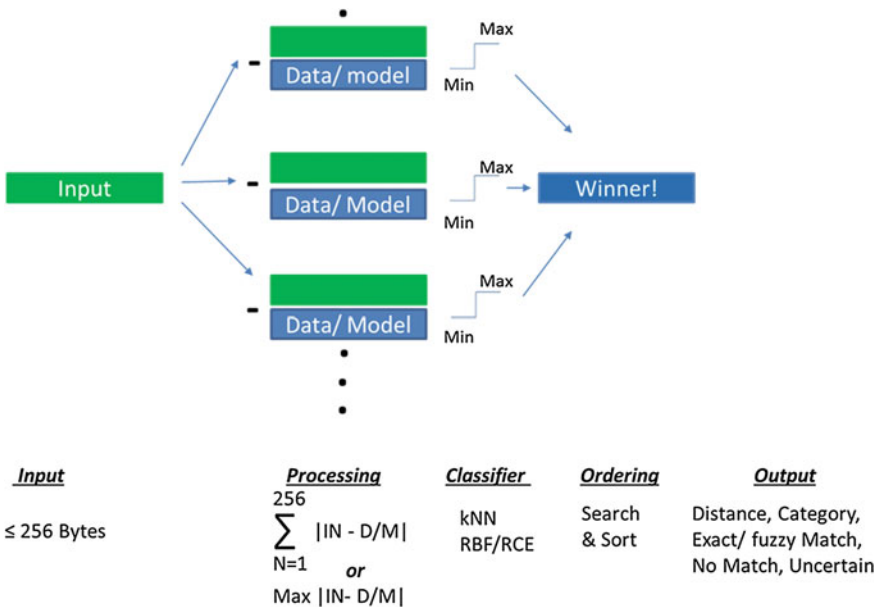 Max
- Data/ model
Min
Input
Max
- Data/ Model
Winner!
Min
Max
- Data/ Model
Min
Input
Processing
Classifier
Ordering
Output
≤ 256 Bytes
256
∑ |IN - D/M|
N=1
or
Max |IN- D/M|
kNN
RBF/RCE
Search
& Sort
Distance, Category,
Exact/ fuzzy Match,
No Match, Uncertain